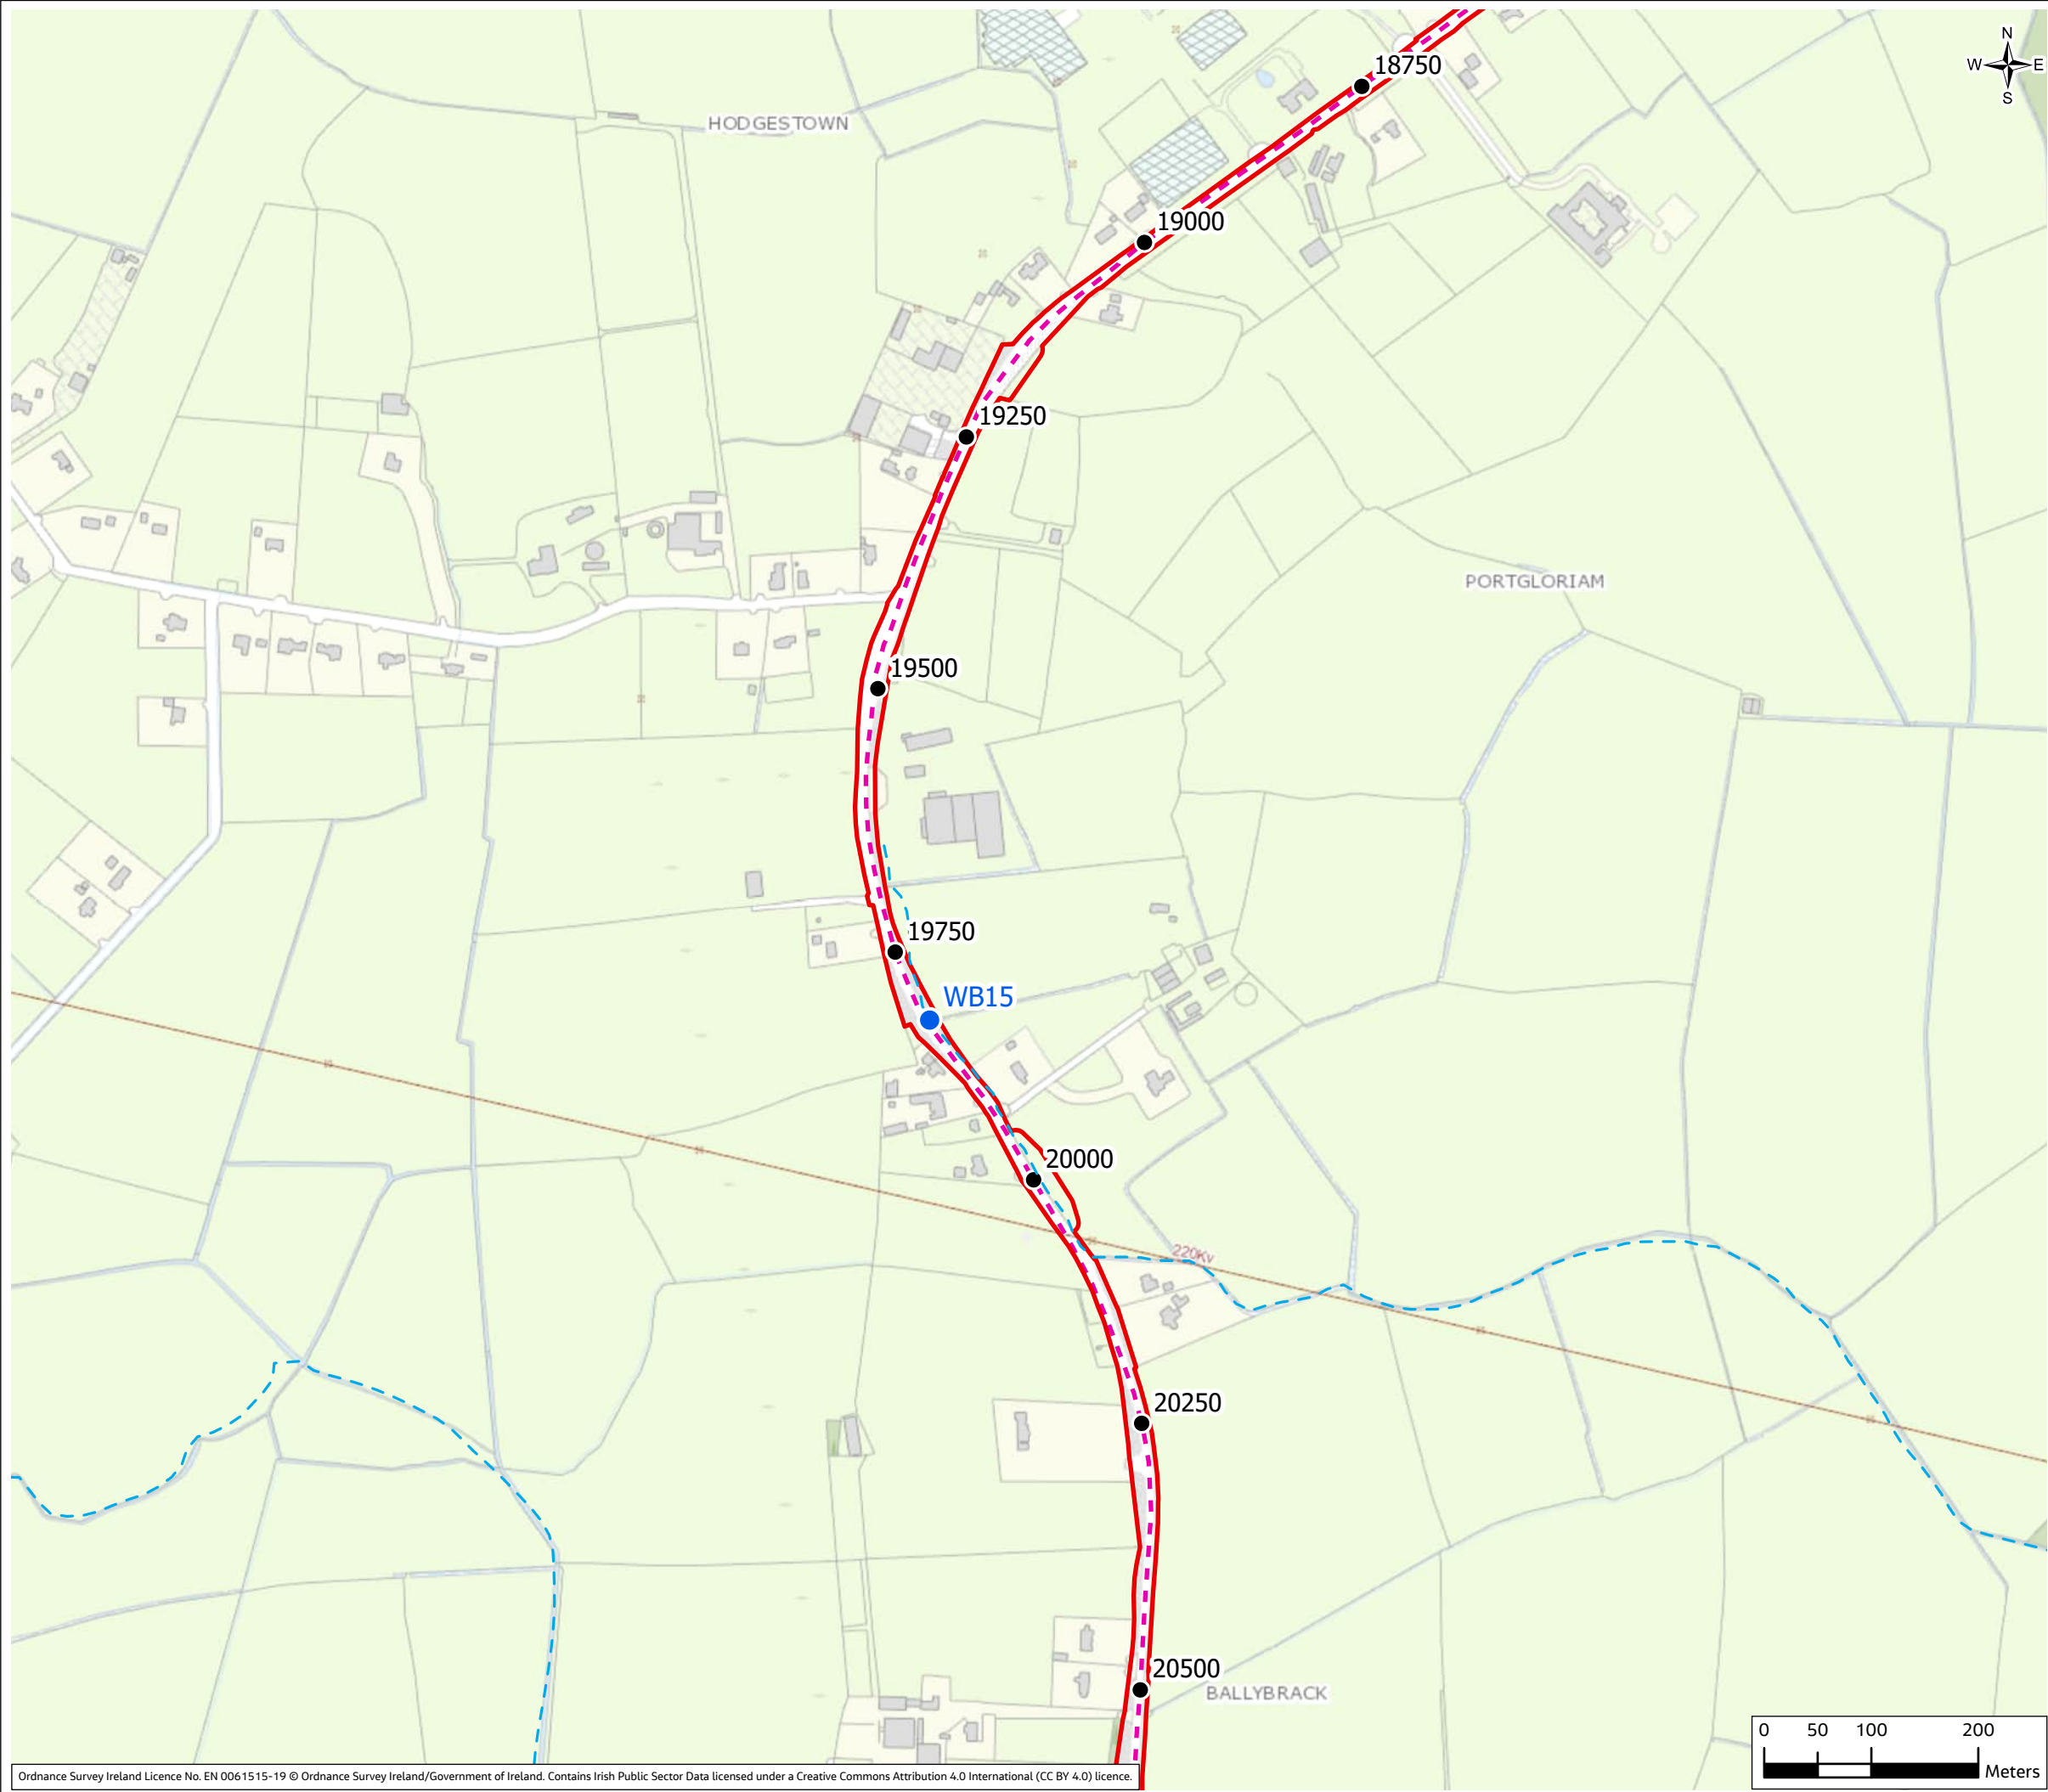 N
W E
S
18750
HODGESTOWN
19000
19250
PORTGLORIAM
19500
19750
WB15
20000
220Kv
20250
20500
BALLYBRACK
0 50 100 200
Meters
Ordnance Survey Ireland Licence No. EN 0061515-19 © Ordnance Survey Ireland/Government of Ireland. Contains Irish Public Sector Data licensed under a Creative Commons Attribution 4.0 International (CC BY 4.0) licence.